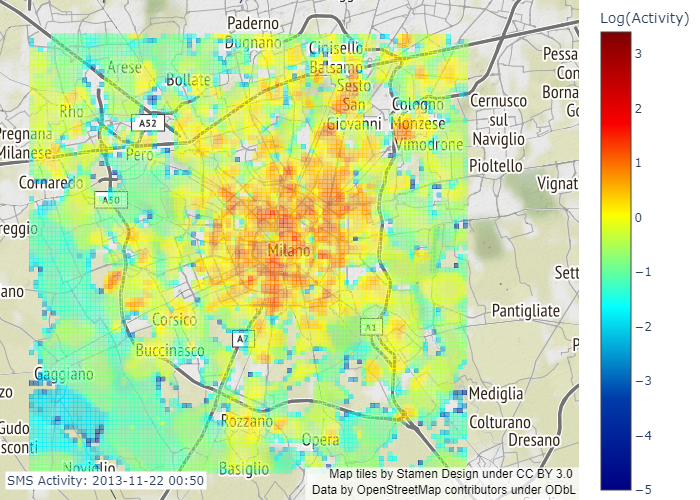 Log(Activity)
3
2
1
0
−1
−2
−3
−4
−5
Paderno
Dugnano
Cinisello
Balsamo
Arese
Bollate
Sesto
San
Giovanni
Pessa
Con
Borna
Go
Rho
Cologno
Monzese
Cernusco
sul
Naviglio
A52
Pregnana
Milanese
Pero
Vimodrone
Pioltello
Cornaredo
Vignat
A50
reggio
Milano
Sett
ano
Pantigliate
Corsico
A1
A7
Buccinasco
P
Gaggiano
zo
Mediglia
Rozzano
Colturano
Gudo
sconti
Opera
Dresano
Noviglio
Basiglio
SMS Activity: 2013-11-22 00:50
Map tiles by Stamen Design under CC BY 3.0
Data by OpenStreetMap contributors under ODbL